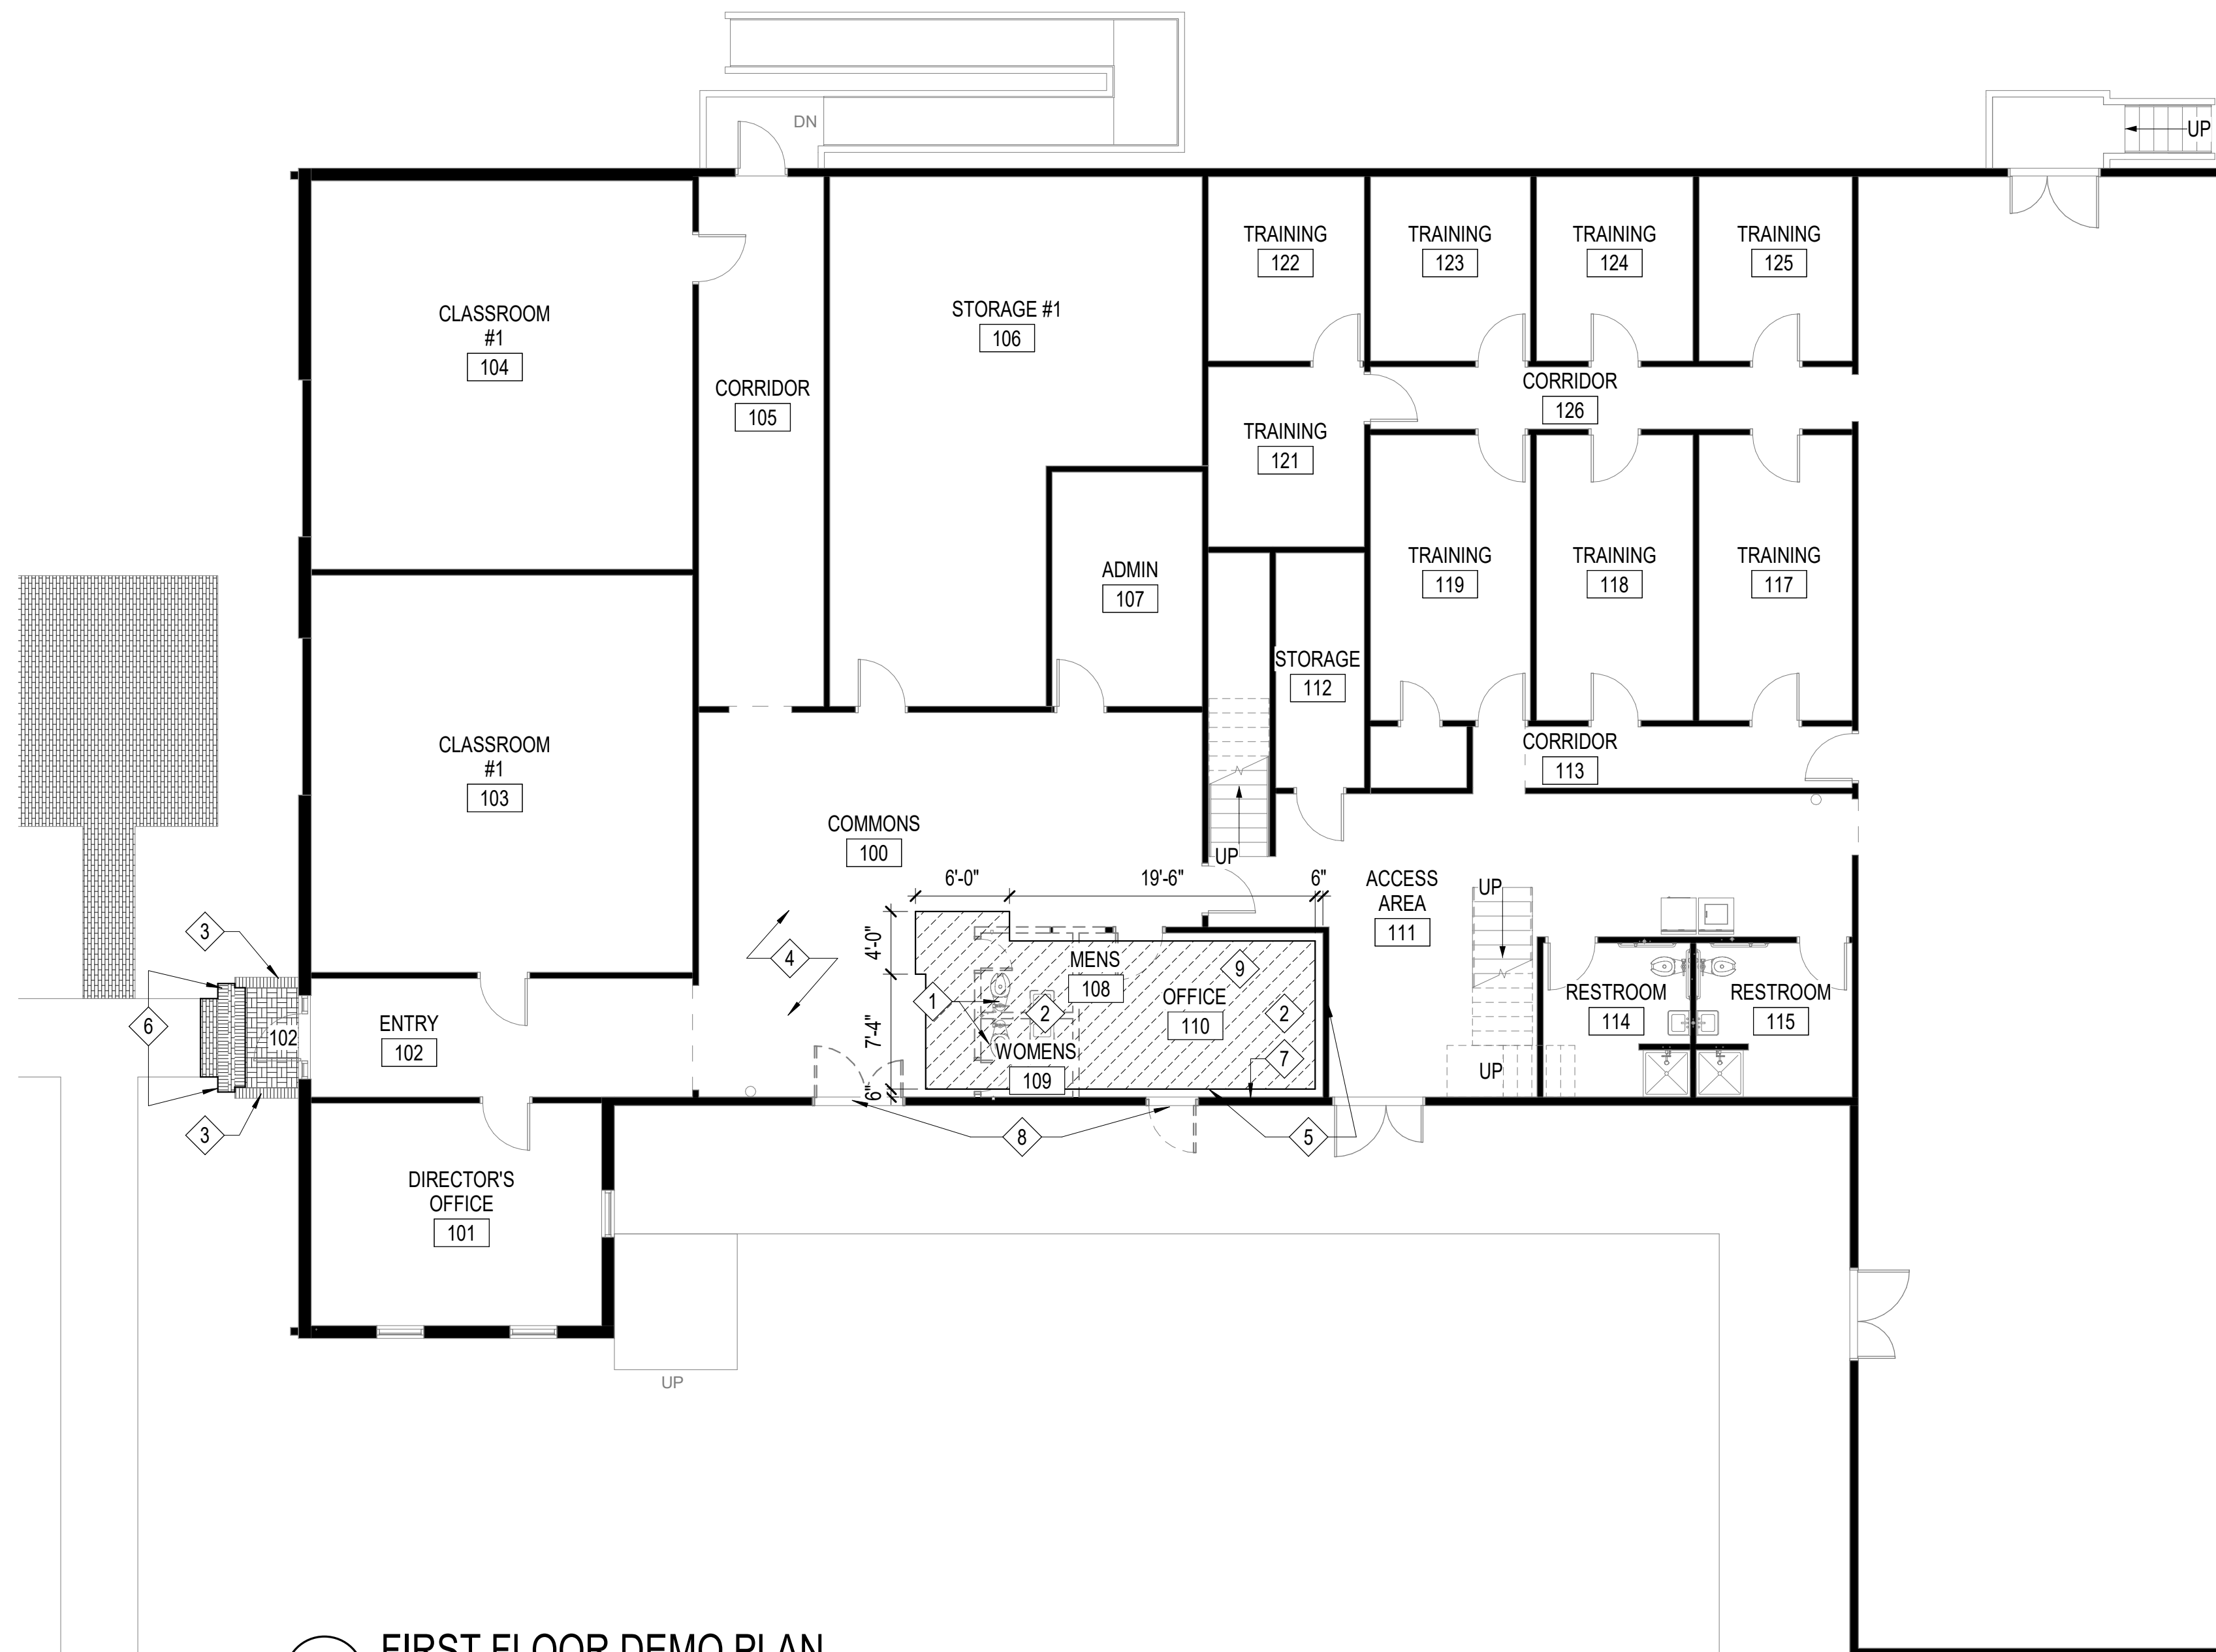 DN
UP
TRAINING
122
TRAINING
123
TRAINING
124
TRAINING
125
CLASSROOM
#1
104
STORAGE #1
106
CORRIDOR
105
CORRIDOR
126
TRAINING
121
ADMIN
107
TRAINING
119
TRAINING
118
TRAINING
117
STORAGE
112
CLASSROOM
#1
103
CORRIDOR
113
COMMONS
100
UP
6'-0"
19'-6"
6"
ACCESS
AREA
111
UP
3
4'-0"
4
MENS
108
9
1
2
OFFICE
110
2
RESTROOM
114
RESTROOM
115
6
102
ENTRY
102
7'-4"
WOMENS
109
7
UP
6"
3
8
5
DIRECTOR'S
OFFICE
101
UP
FIRST FLOOR DEMO PLAN